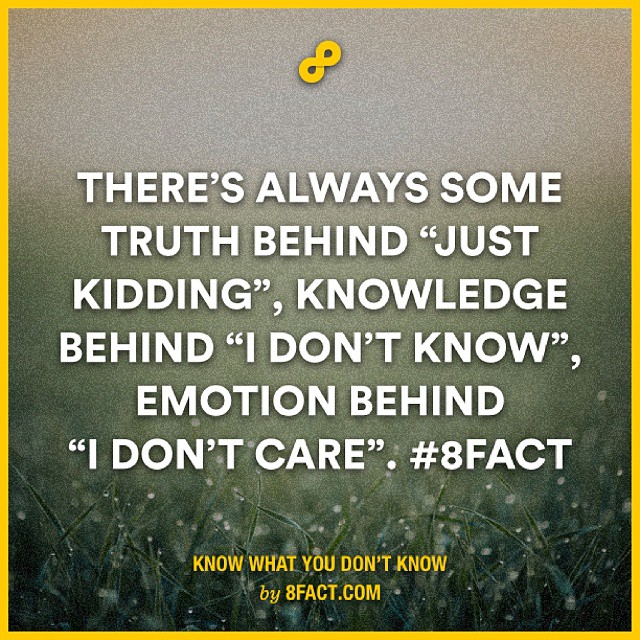 THERE’S ALWAYS SOME
TRUTH BEHIND “JUST
KIDDING”, KNOWLEDGE
BEHIND “I DON’T KNOW”,
EMOTION BEHIND
“I DON’T CARE”. #8FACT
KNOW WHAT YOU DON’T KNOW
by 8FACT.COM